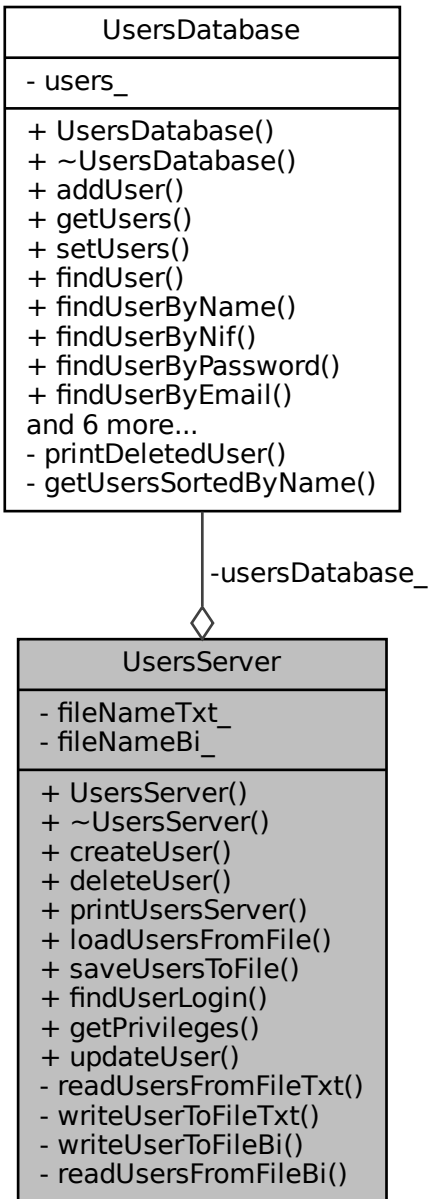 UsersDatabase
- users_
+ UsersDatabase()
+ ~UsersDatabase()
+ addUser()
+ getUsers()
+ setUsers()
+ findUser()
+ findUserByName()
+ findUserByNif()
+ findUserByPassword()
+ findUserByEmail()
and 6 more...
- printDeletedUser()
- getUsersSortedByName()
-usersDatabase_
UsersServer
- fileNameTxt_
- fileNameBi_
+ UsersServer()
+ ~UsersServer()
+ createUser()
+ deleteUser()
+ printUsersServer()
+ loadUsersFromFile()
+ saveUsersToFile()
+ findUserLogin()
+ getPrivileges()
+ updateUser()
- readUsersFromFileTxt()
- writeUserToFileTxt()
- writeUserToFileBi()
- readUsersFromFileBi()